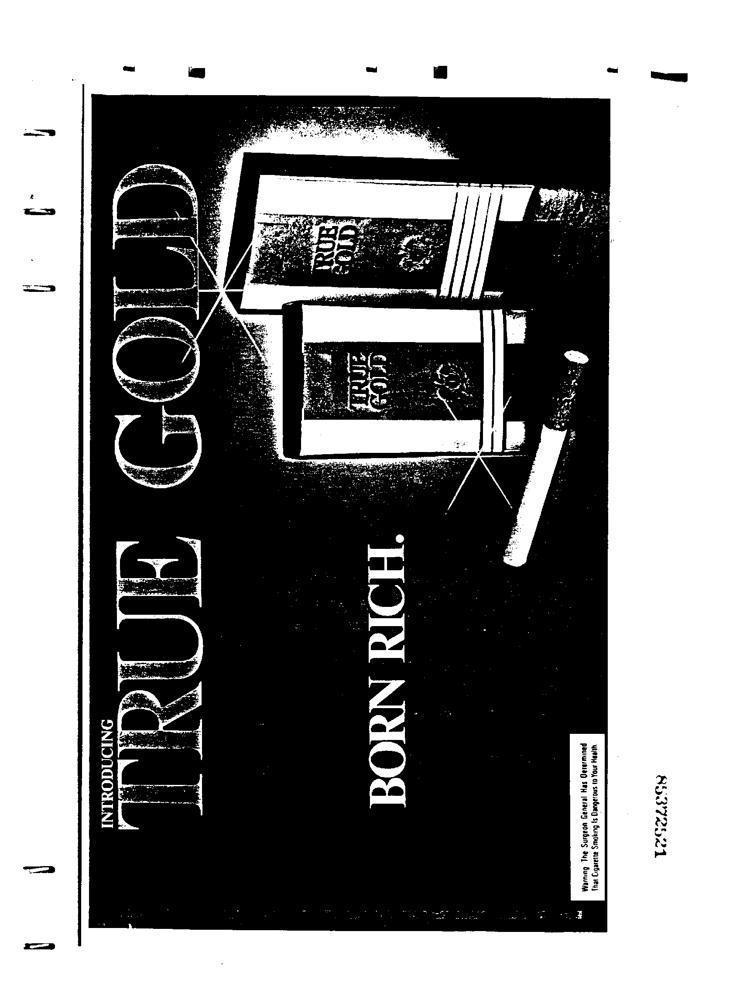 INTRODUCING
TRUE GOLD
TRUE
GOLD
TRUE
GOLD
BORN RICH.
Warning: The Surgeon General Has Determined
That Cigarette Smoking Is Dangerous to Your Health
85372521